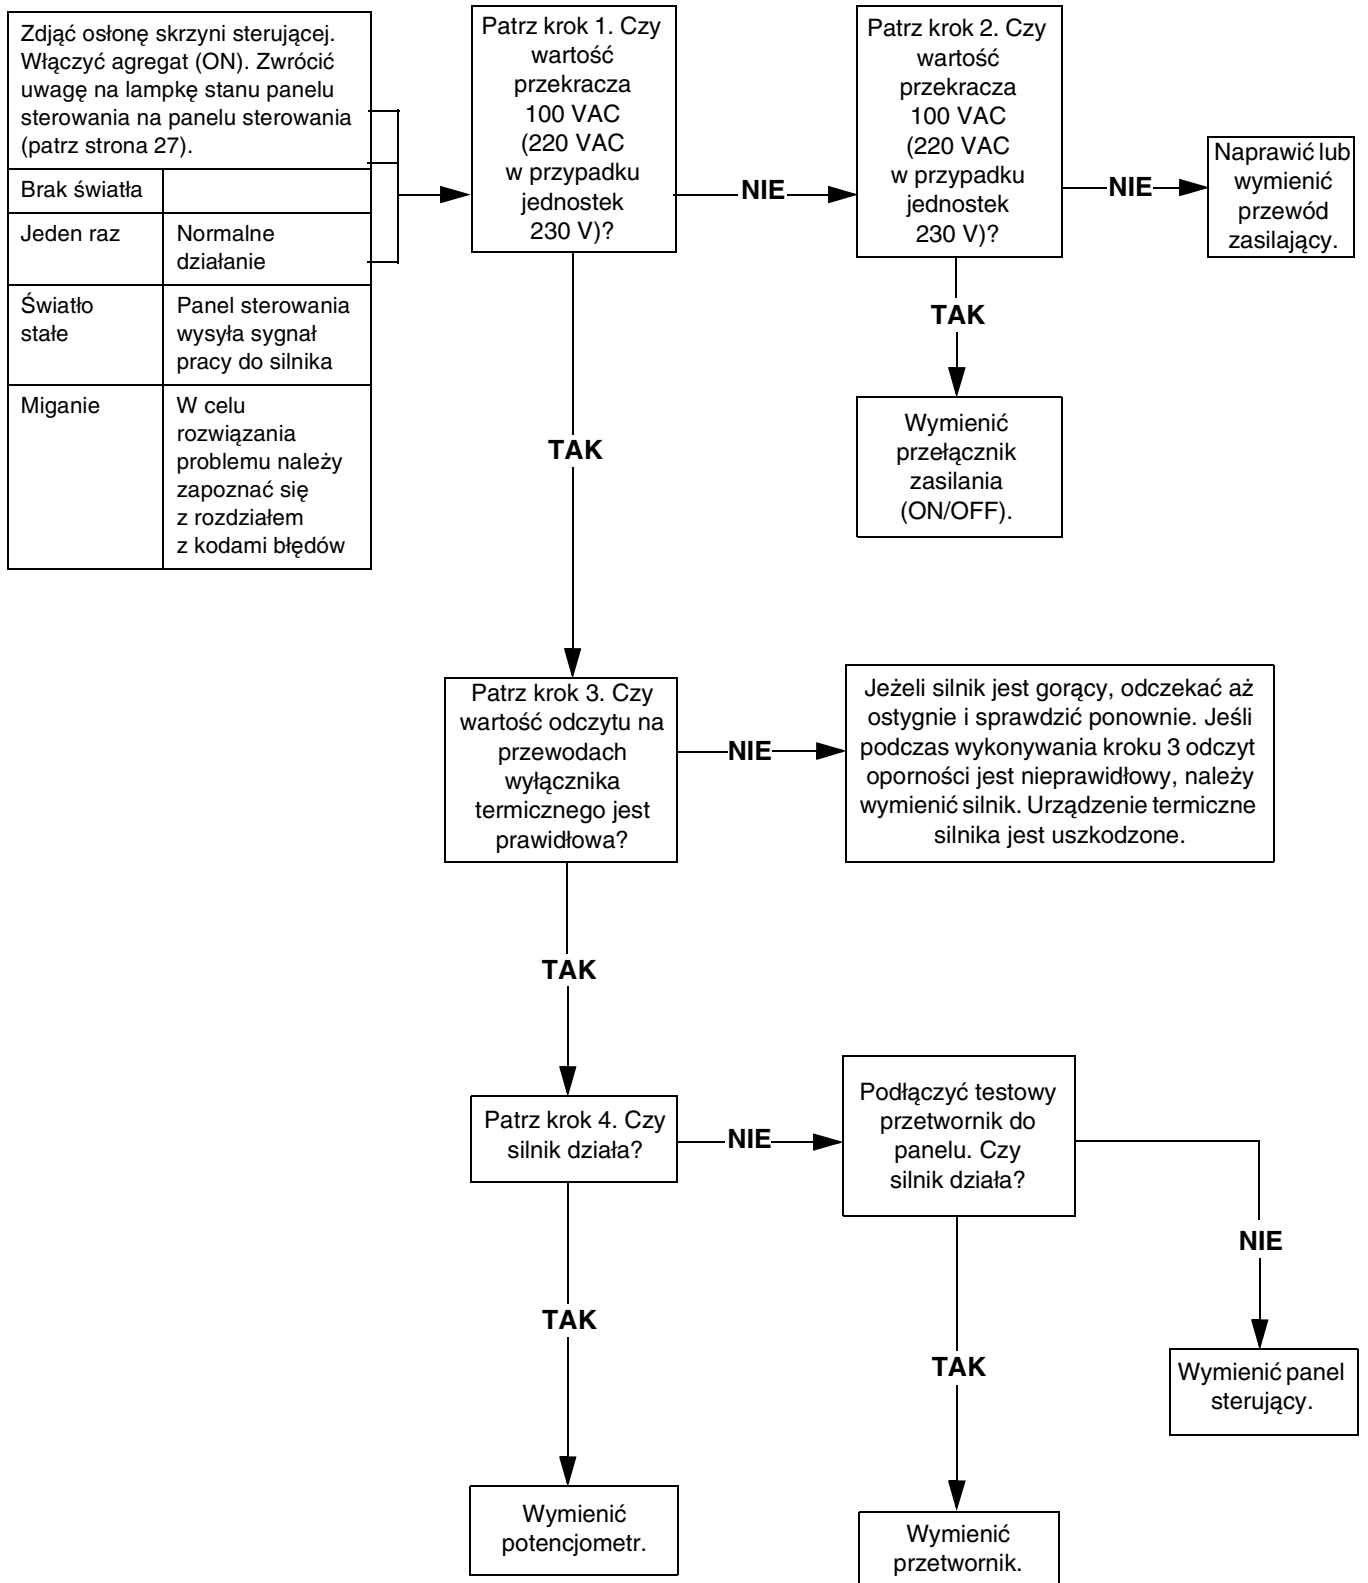 Zdjąć osłonę skrzyni sterującej.
Włączyć agregat (ON). Zwrócić
uwagę na lampkę stanu panelu
sterowania na panelu sterowania
(patrz strona 27).
Brak światła
Jeden raz
Normalne
działanie
Światło
stałe
Panel sterowania
wysyła sygnał
pracy do silnika
Miganie
W celu
rozwiązania
problemu należy
zapoznać się
z rozdziałem
z kodami błędów
Patrz krok 1. Czy
wartość
przekracza
100 VAC
(220 VAC
w przypadku
jednostek
230 V)?
NIE
Patrz krok 2. Czy
wartość
przekracza
100 VAC
(220 VAC
w przypadku
jednostek
230 V)?
NIE
Naprawić lub
wymienić
przewód
zasilający.
TAK
Wymienić
przełącznik
zasilania
(ON/OFF).
TAK
Patrz krok 3. Czy
wartość odczytu na
przewodach
wyłącznika
termicznego jest
prawidłowa?
NIE
Jeżeli silnik jest gorący, odczekać aż
ostygnie i sprawdzić ponownie. Jeśli
podczas wykonywania kroku 3 odczyt
oporności jest nieprawidłowy, należy
wymienić silnik. Urządzenie termiczne
silnika jest uszkodzone.
TAK
Patrz krok 4. Czy
silnik działa?
NIE
Podłączyć testowy
przetwornik do
panelu. Czy
silnik działa?
NIE
Wymienić panel
sterujący.
TAK
Wymienić
potencjometr.
TAK
Wymienić
przetwornik.